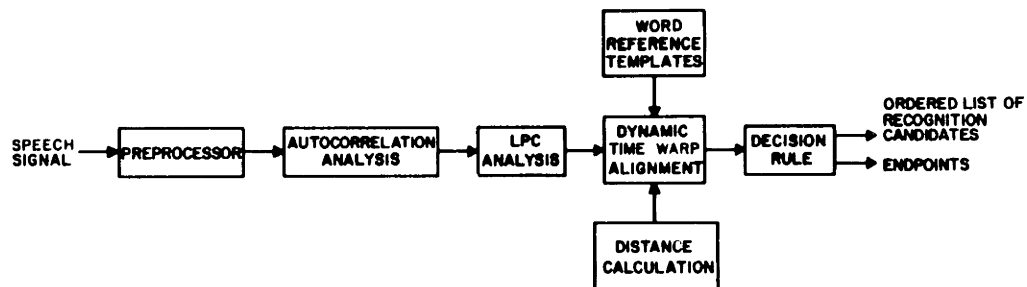 WORD
REFERENCE
TEMPLATES
SPEECH
SIGNAL
PREPROCESSOR
AUTOCORRELATION
ANALYSIS
LPC
ANALYSIS
DYNAMIC
TIME WARP
ALIGNMENT
DECISION
RULE
ORDERED LIST OF
RECOGNITION
CANDIDATES
ENDPOINTS
DISTANCE
CALCULATION